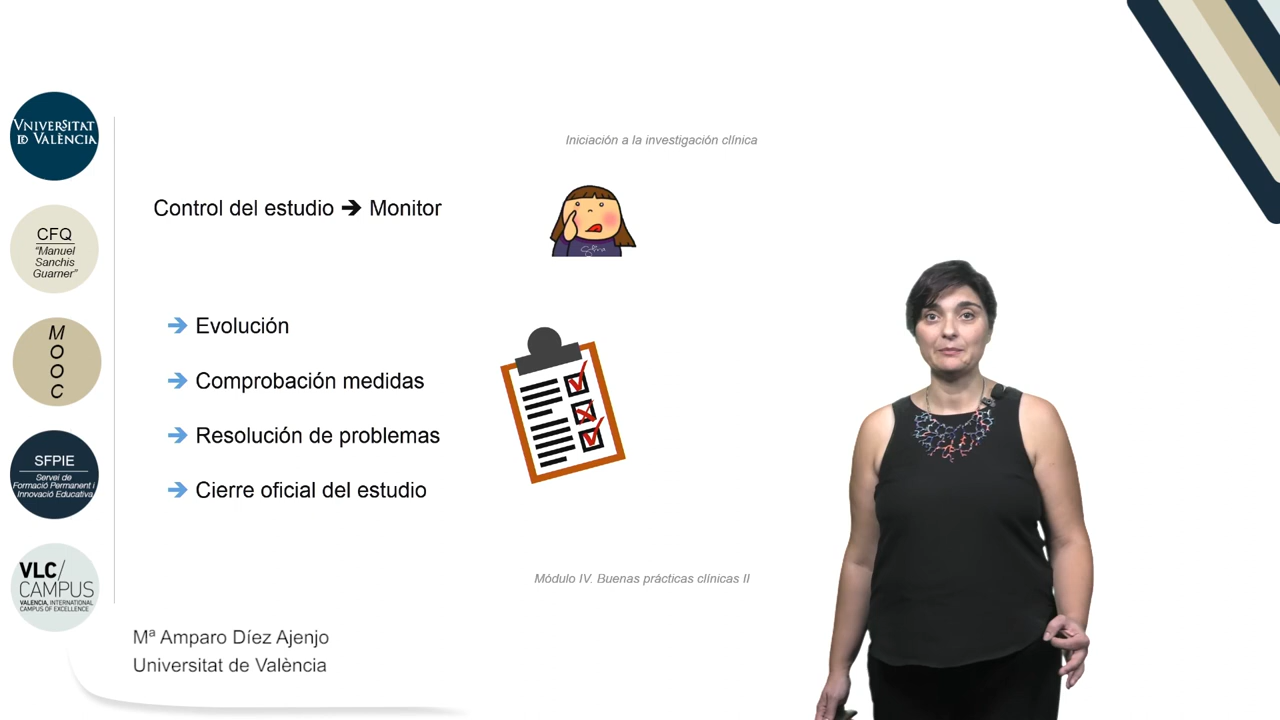 VNIVERSITAT
DE VALÈNCIA
CFQ
"Manuel
Sanchis
Guarner"
M
O
O
C
SFPIE
Servei de
Formació Permanent i
Innovació Educativa
VLC/
CAMPUS
VALENCIA, INTERNATIONAL
CAMPUS OF EXCELLENCE
Iniciación a la investigación clínica
Control del estudio ➔ Monitor
➔ Evolución
➔ Comprobación medidas
➔ Resolución de problemas
➔ Cierre oficial del estudio
Módulo IV. Buenas prácticas clínicas II
Mª Amparo Díez Ajenjo
Universitat de València